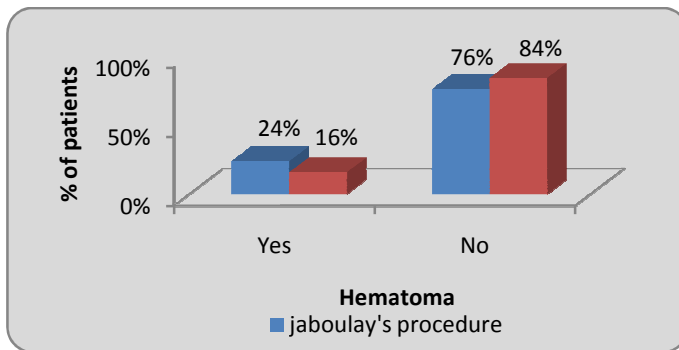 76%
84%
100%
24%
16%
50%
0%
% of patients
Yes
No
Hematoma
jaboulay's procedure